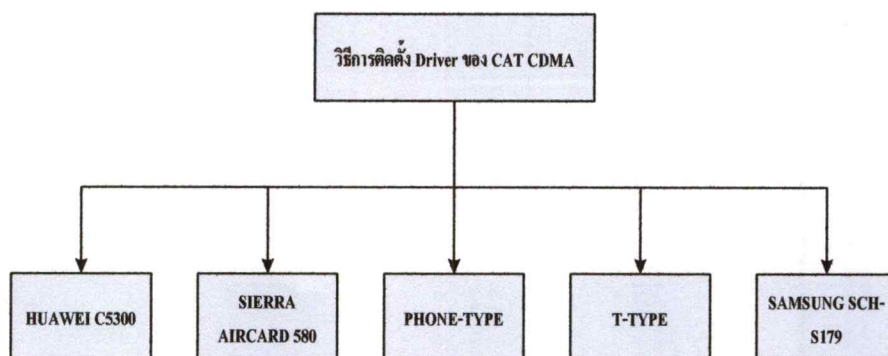 วิธีการติดตั้ง Driver ของ CAT CDMA
HUAWEI C5300
SIERRA
AIRCARD 580
PHONE-TYPE
T-TYPE
SAMSUNG SCH-
S179